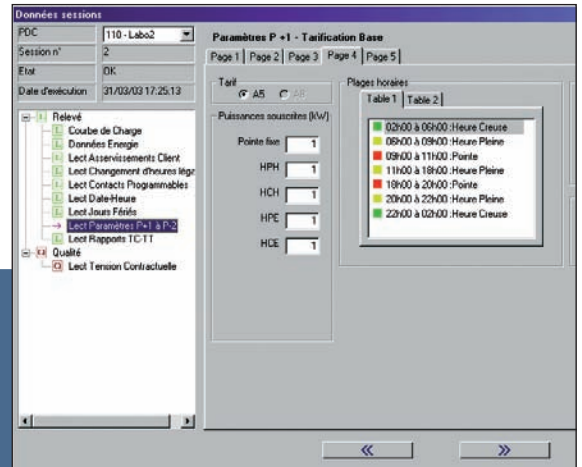 Données sessions
PDC 110 - Labo2
Session n° 2
Etat OK
Date d'exécution 31/03/03 17:25:13
Relevé
Courbe de Charge
Données Energie
Lect Asservissements Client
Lect Changement d'heures léga
Lect Contacts Programmables
Lect Date-Heure
Lect Jours Fériés
Lect Paramètres P+1 à P-2
Lect Rapports TC-TT
Qualité
Lect Tension Contractuelle
Paramètres P +1 - Tarification Base
Page 1 Page 2 Page 3 Page 4 Page 5
Tarif
A5 A8
Puissances souscrites (kW)
Pointe fixe 1
HPH 1
HCH 1
HPE 1
HCE 1
Plages horaires
Table 1 Table 2
02h00 à 06h00 :Heure Creuse
06h00 à 09h00 :Heure Pleine
09h00 à 11h00 :Pointe
11h00 à 18h00 :Heure Pleine
18h00 à 20h00 :Pointe
20h00 à 22h00 :Heure Pleine
22h00 à 02h00 :Heure Creuse